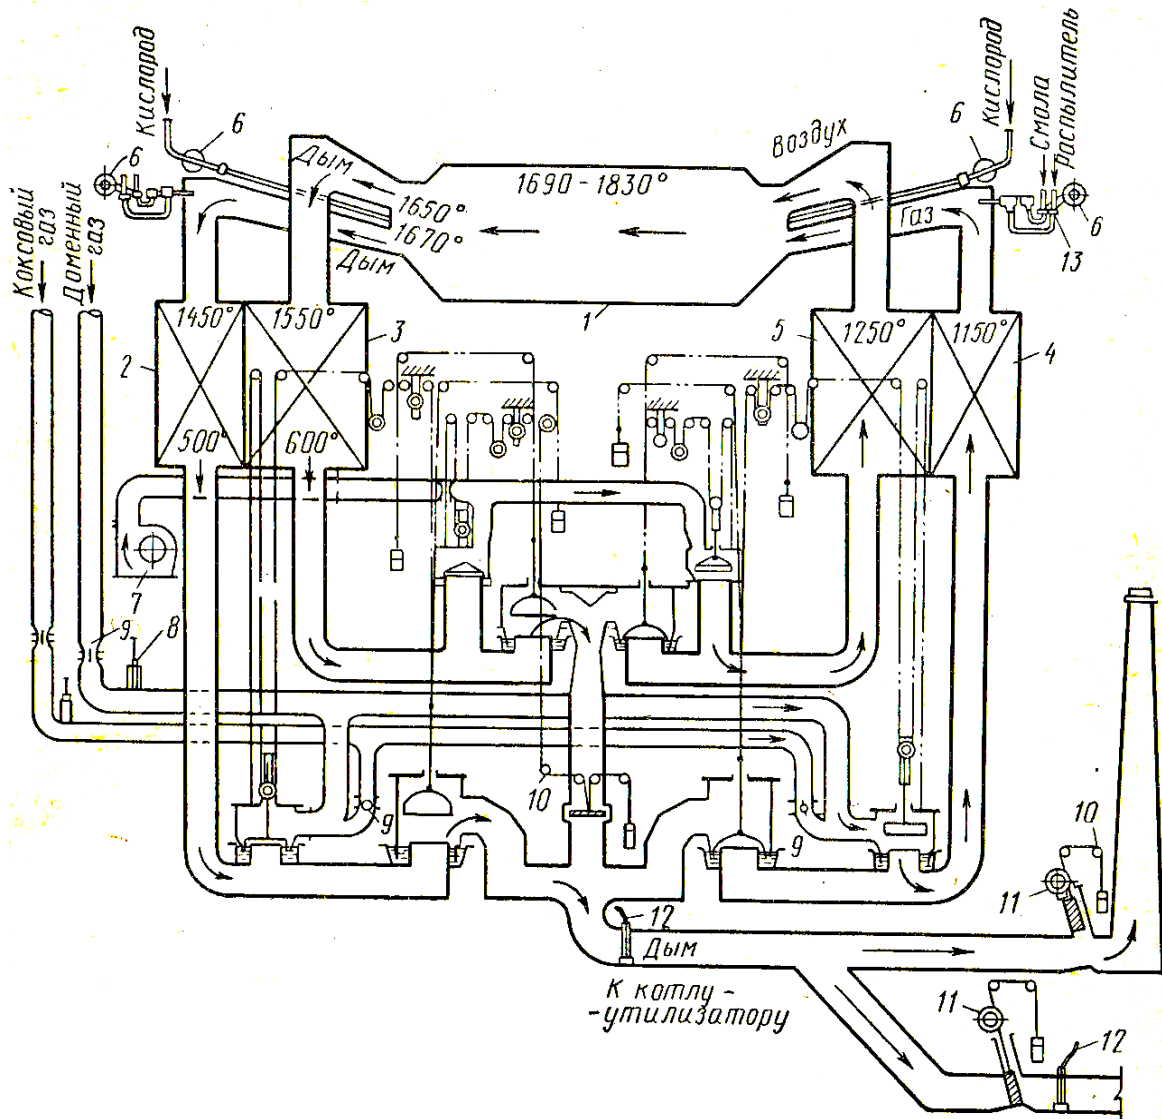 Кислород
6
6
Коксовый
газ
Доменный
газ
Дым
1650°
1670°
Дым
1690-1830°
Воздух
Газ
6
Кислород
Смола
Распылитель
6
13
1
1450°
1550°
3
2
500°
600°
5
1250°
1150°
4
7
9
8
10
9
9
10
11
12
Дым
К котлу-
-утилизатору
11
12